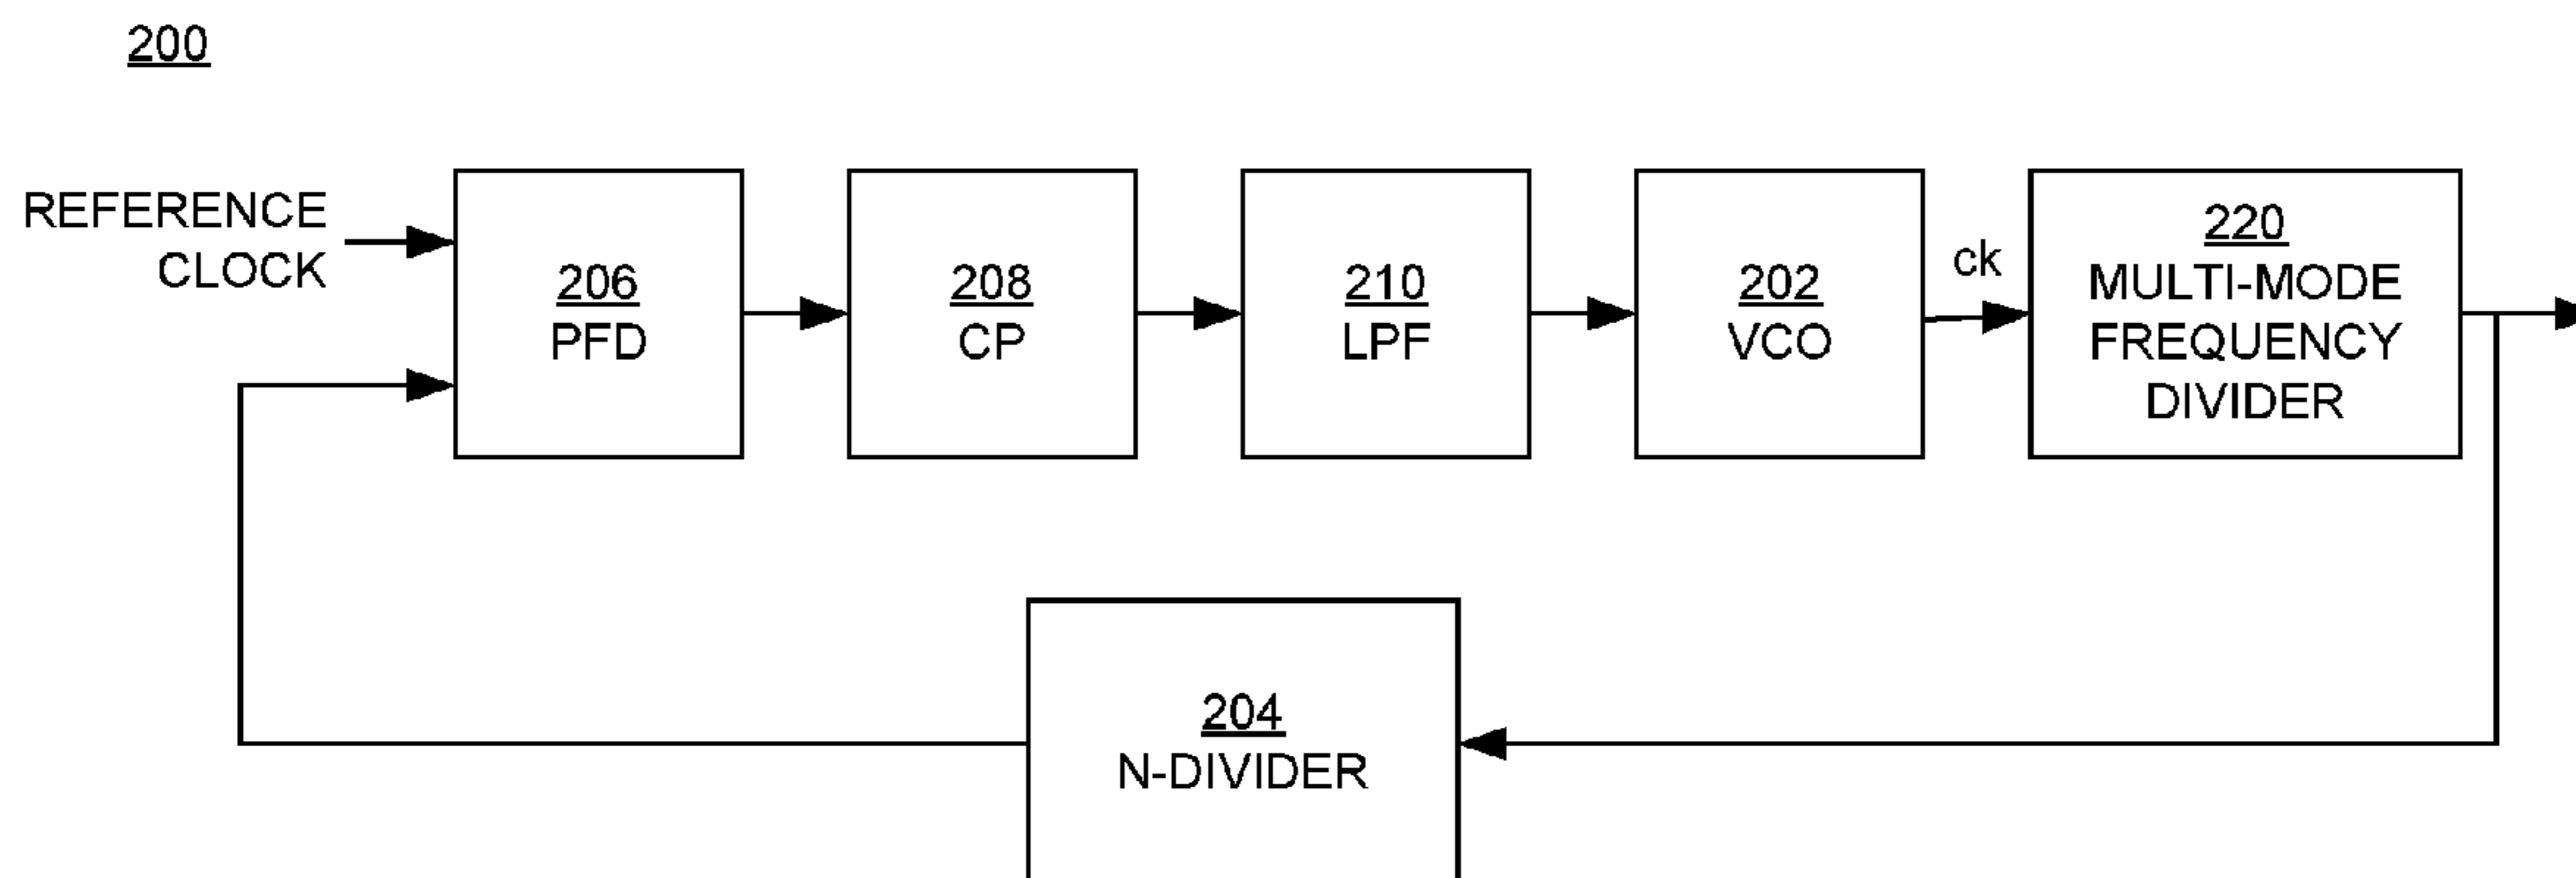 200
REFERENCE
CLOCK
206
PFD
208
CP
210
LPF
202
VCO
ck
220
MULTI-MODE
FREQUENCY
DIVIDER
204
N-DIVIDER